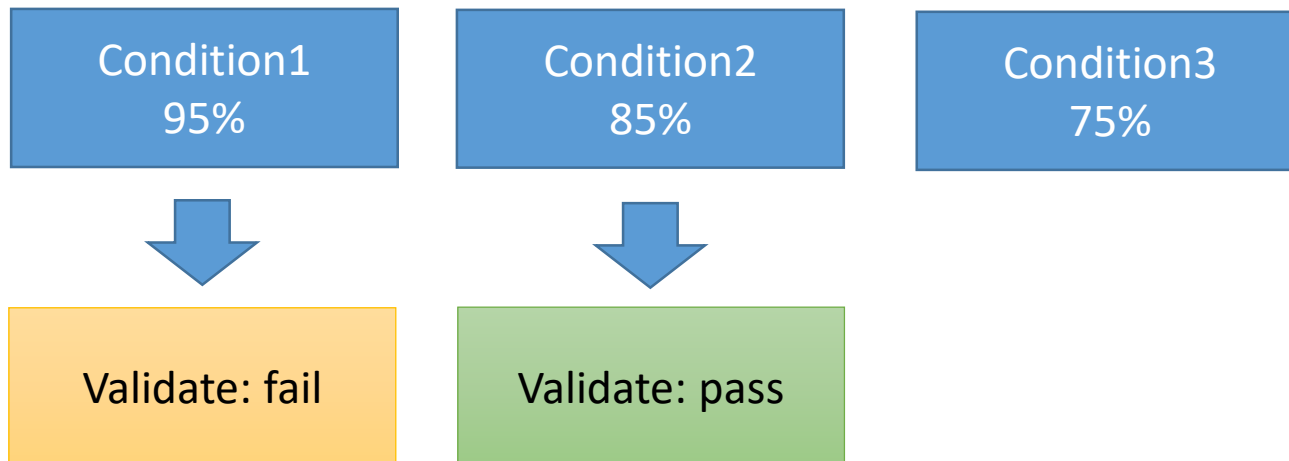 Condition1
95%
Condition2
85%
Condition3
75%
Validate: fail
Validate: pass